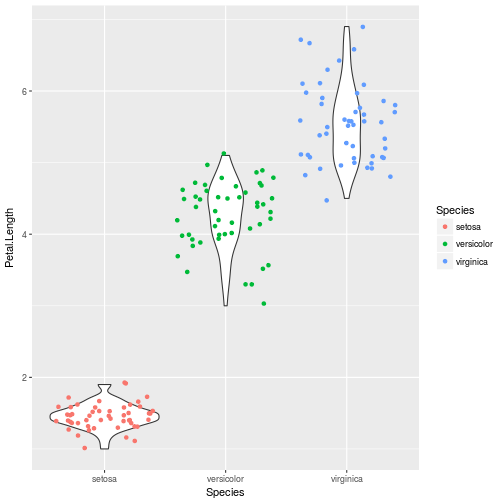 Petal.Length
6
4
2
setosa versicolor virginica
Species
Species
setosa
versicolor
virginica